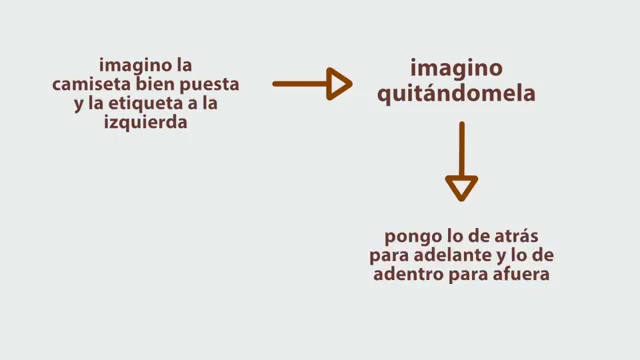 imagino la
camiseta bien puesta
y la etiqueta a la
izquierda
imagino
quitándomela
pongo lo de atrás
para adelante y lo de
adentro para afuera